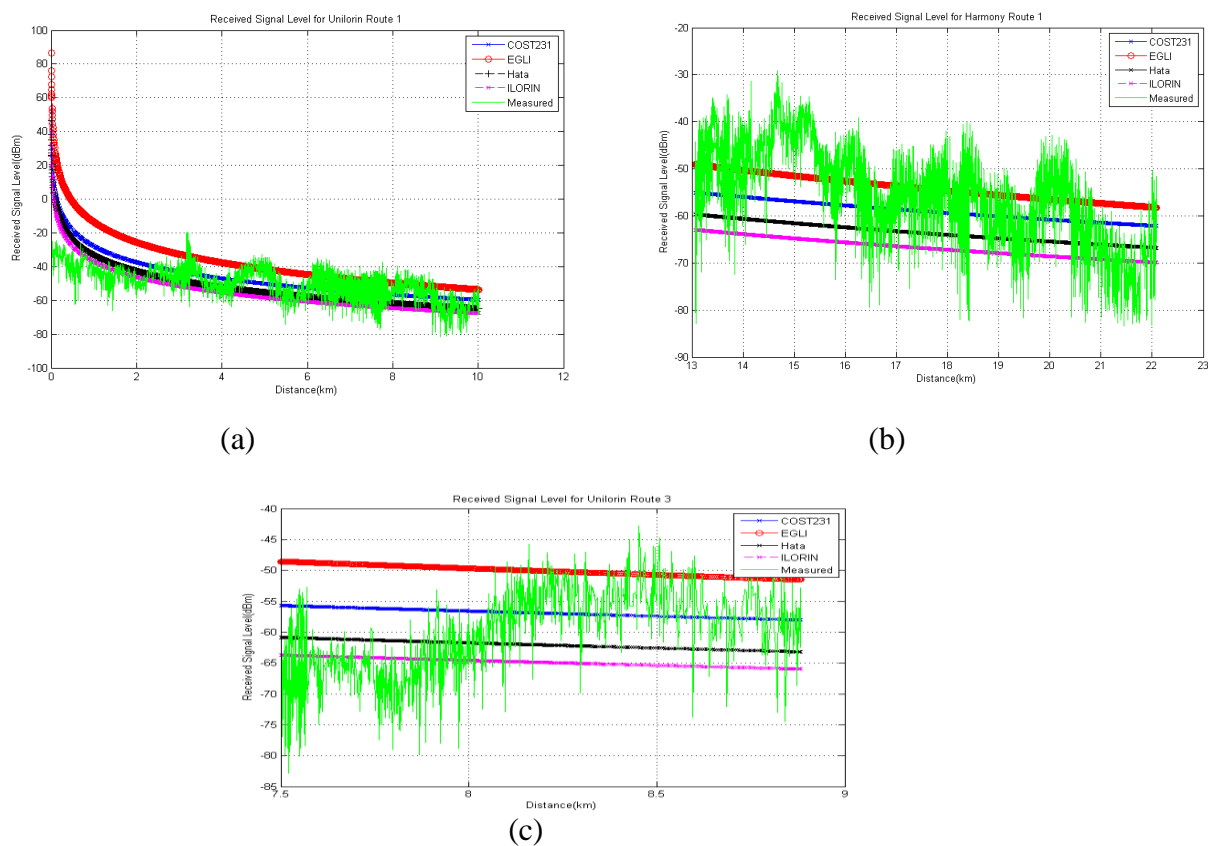 Received Signal Level for Unilorin Route 1
Received Signal Level(dBm)
100
80
60
40
20
0
-20
-40
-60
-80
-100
0 2 4 6 8 10 12
Distance(km)
COST231
EGLI
Hata
ILORIN
Measured
(a)
Received Signal Level for Harmony Route 1
Received Signal Level(dBm)
-20
-30
-40
-50
-60
-70
-80
-90
13 14 15 16 17 18 19 20 21 22 23
Distance(km)
COST231
EGLI
Hata
ILORIN
Measured
(b)
Received Signal Level for Unilorin Route 3
Received Signal Level(dBm)
-40
-45
-50
-55
-60
-65
-70
-75
-80
-85
7.5 8 8.5 9
Distance(km)
COST231
EGLI
Hata
ILORIN
Measured
(c)